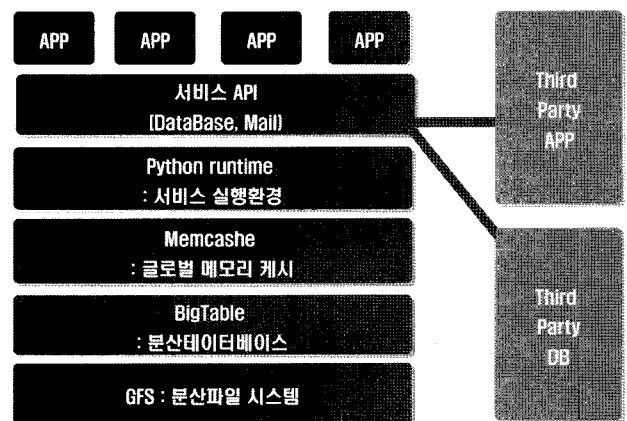 APP APP APP APP
서비스 API
(DataBase, Mail)
Python runtime
: 서비스 실행환경
Memcashe
: 글로벌 메모리 케시
BigTable
: 분산테이터베이스
GFS : 분산파일 시스템
Third
Party
APP
Third
Party
DB